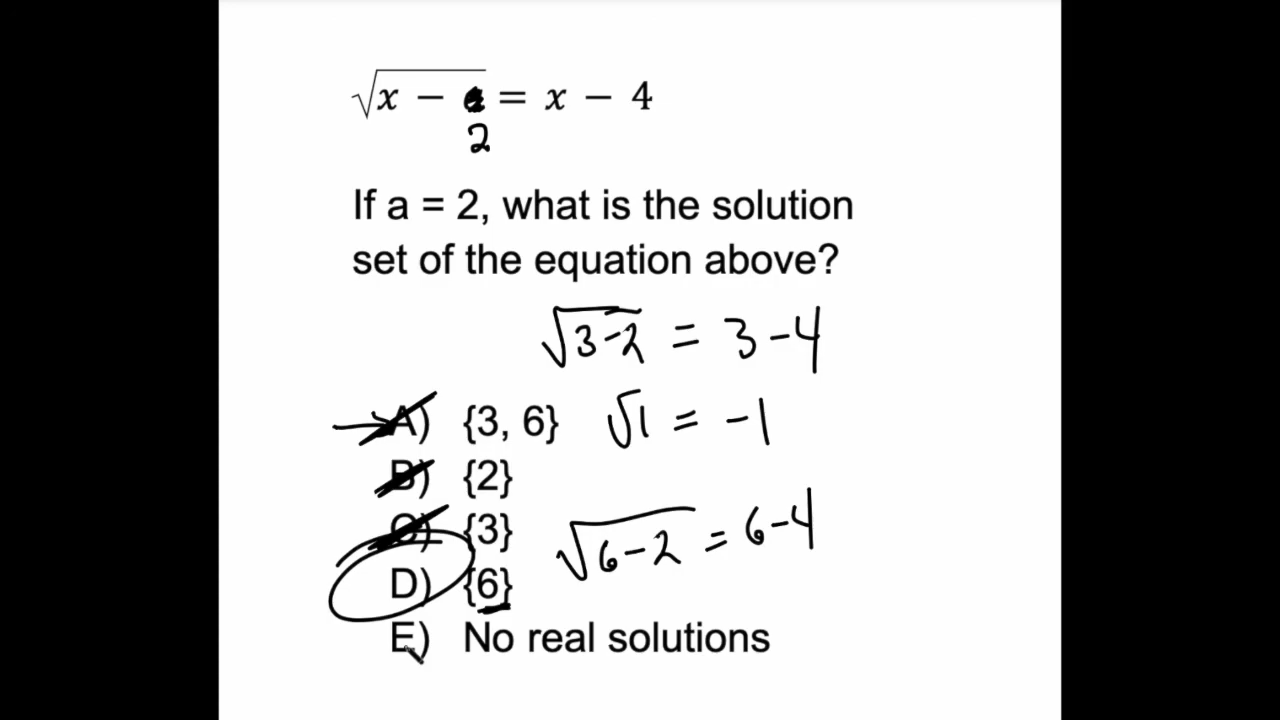 √x − a = x − 4
2
If a = 2, what is the solution
set of the equation above?
√3-2 = 3-4
A) {3, 6} √1 = -1
B) {2}
C) {3}
√6-2 = 6-4
D) {6}
E) No real solutions